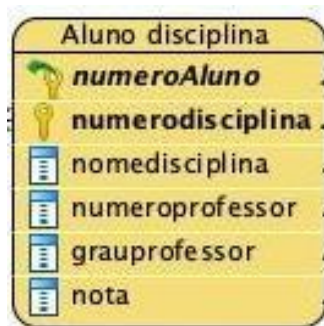 Aluno disciplina
numeroAluno
numerodisciplina
nomedisciplina
numeroprofessor
grauprofessor
nota